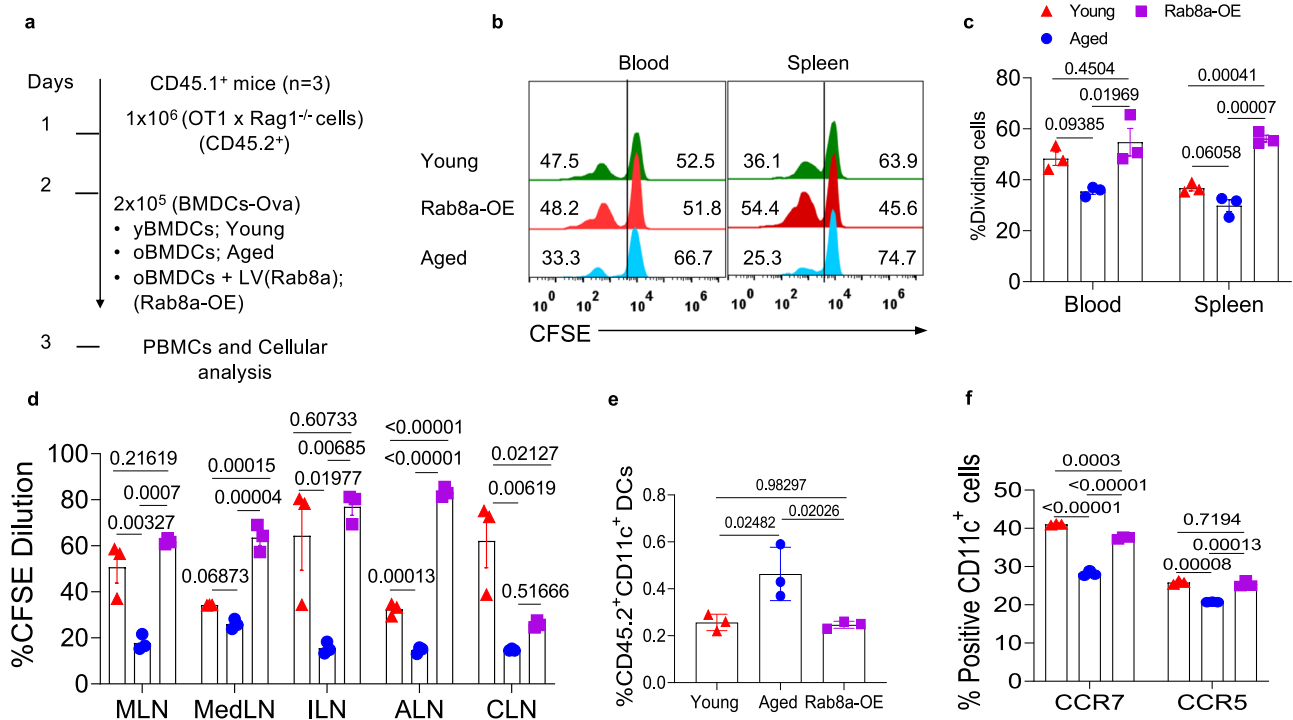 a
Days
CD45.1+ mice (n=3)
1
1x10⁶ (OT1 x Rag1⁻/⁻ cells)
(CD45.2⁺)
2
2x10⁵ (BMDCs-Ova)
• yBMDCs; Young
• oBMDCs; Aged
• oBMDCs + LV(Rab8a);
(Rab8a-OE)
3
PBMCs and Cellular
analysis
b
Blood
Spleen
Young
47.5
52.5
36.1
63.9
Rab8a-OE
48.2
51.8
54.4
45.6
Aged
33.3
66.7
25.3
74.7
10⁰ 10² 10⁴ 10⁶ 10⁰ 10² 10⁴ 10⁶
CFSE
c
Young
Rab8a-OE
Aged
%Dividing cells
80
60
40
20
0
0.4504
0.01969
0.09385
0.00041
0.00007
0.06058
Blood
Spleen
d
%CFSE Dilution
100
80
60
40
20
0
0.21619
0.0007
0.00327
0.00015
0.00004
0.06873
0.60733
0.00685
0.01977
<0.00001
<0.00001
0.00013
0.02127
0.00619
0.51666
MLN
MedLN
ILN
ALN
CLN
e
%CD45.2⁺CD11c⁺ DCs
0.8
0.6
0.4
0.2
0.0
0.98297
0.02026
0.02482
Young
Aged
Rab8a-OE
f
% Positive CD11c⁺ cells
50
40
30
20
10
0
0.0003
<0.00001
<0.00001
0.7194
0.00013
0.00008
CCR7
CCR5